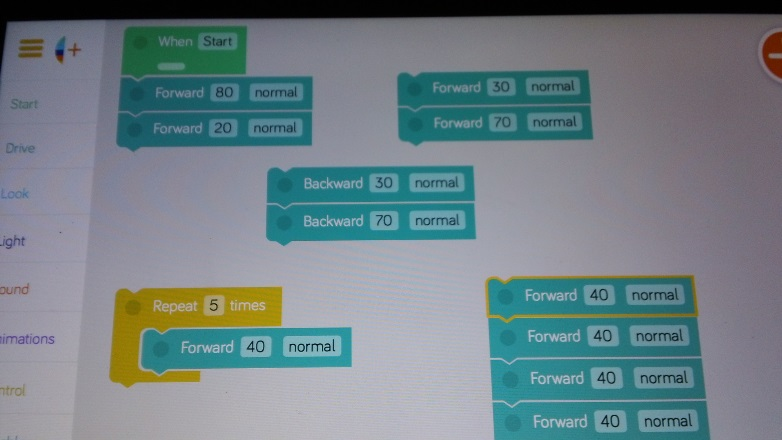 When Start
Forward 80 normal
Forward 20 normal
Forward 30 normal
Forward 70 normal
Backward 30 normal
Backward 70 normal
Repeat 5 times
Forward 40 normal
Forward 40 normal
Forward 40 normal
Forward 40 normal
Forward 40 normal
Start
Drive
Look
ight
ound
nimations
ntrol